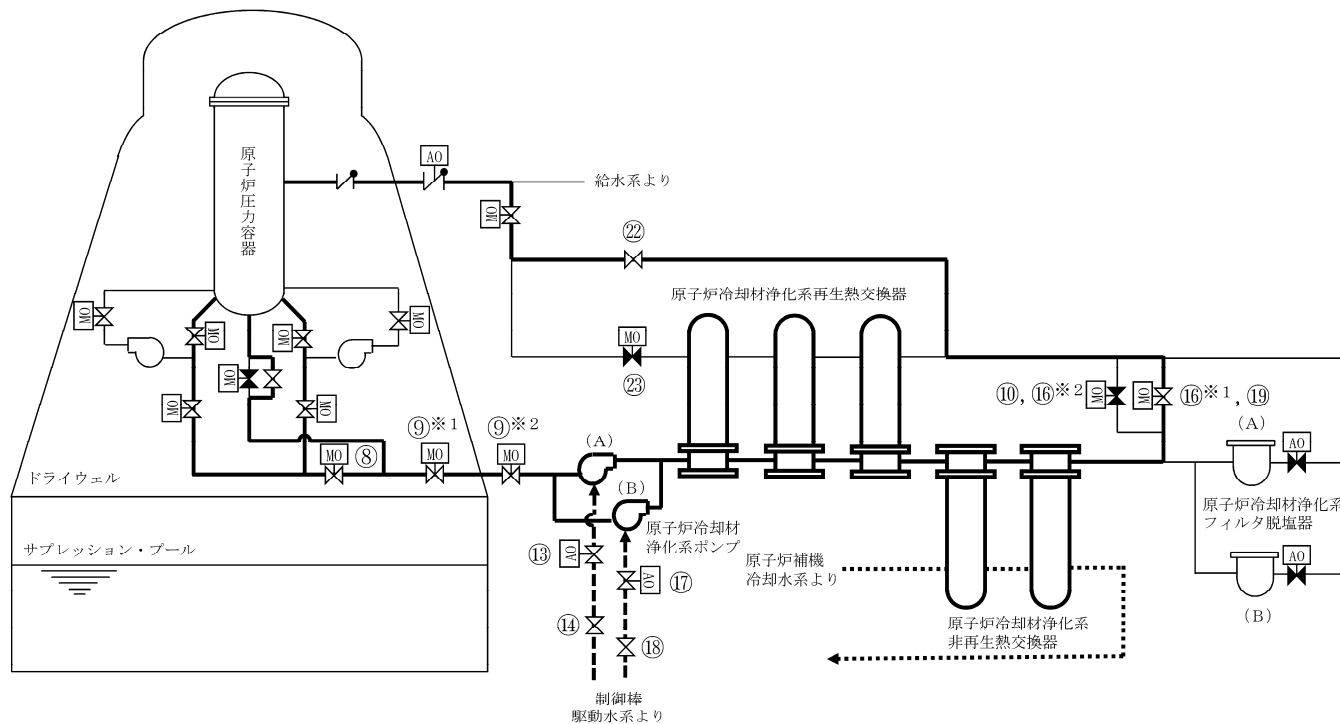 原子炉圧力容器
AO
給水系より
MO
㉒
原子炉冷却材浄化系再生熱交換器
MO
MO
MO
MO
MO
㉓
MO
MO
MO
⑩, ⑯※2
MO
MO
⑯※1, ⑲
(A)
AO
⑨※1
⑨※2
MO
⑧
MO
MO
(A)
(B)
ドライウェル
原子炉冷却材
浄化系ポンプ
原子炉冷却材浄化系
フィルタ脱塩器
サプレッション・プール
⑬
AO
AO
⑰
原子炉補機
冷却水系より
AO
(B)
⑭
⑱
原子炉冷却材浄化系
非再生熱交換器
制御棒
駆動水系より